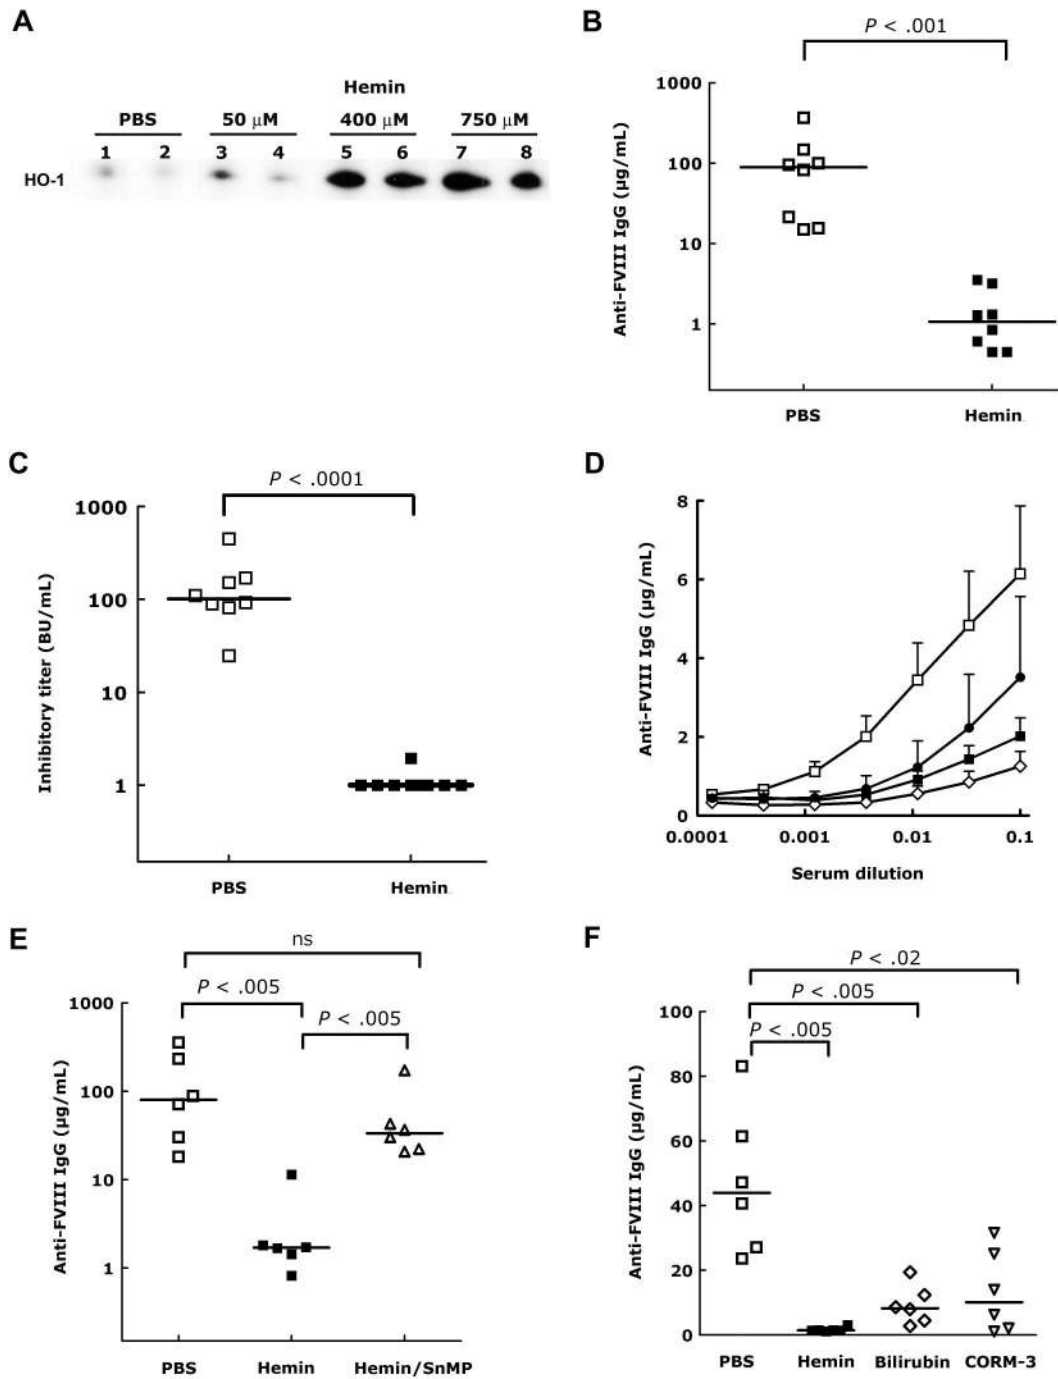 A
Hemin
PBS 50 μM 400 μM 750 μM
1 2 3 4 5 6 7 8
HO-1
B
P < .001
Anti-FVIII IgG (μg/mL)
1000
100
10
1
PBS Hemin
C
P < .0001
Inhibitory titer (BU/mL)
1000
100
10
1
PBS Hemin
D
Anti-FVIII IgG (μg/mL)
8
6
4
2
0
0.0001 0.001 0.01 0.1
Serum dilution
E
ns
P < .005
P < .005
Anti-FVIII IgG (μg/mL)
1000
100
10
1
PBS Hemin Hemin/SnMP
F
P < .02
P < .005
P < .005
Anti-FVIII IgG (μg/mL)
100
80
60
40
20
0
PBS Hemin Bilirubin CORM-3